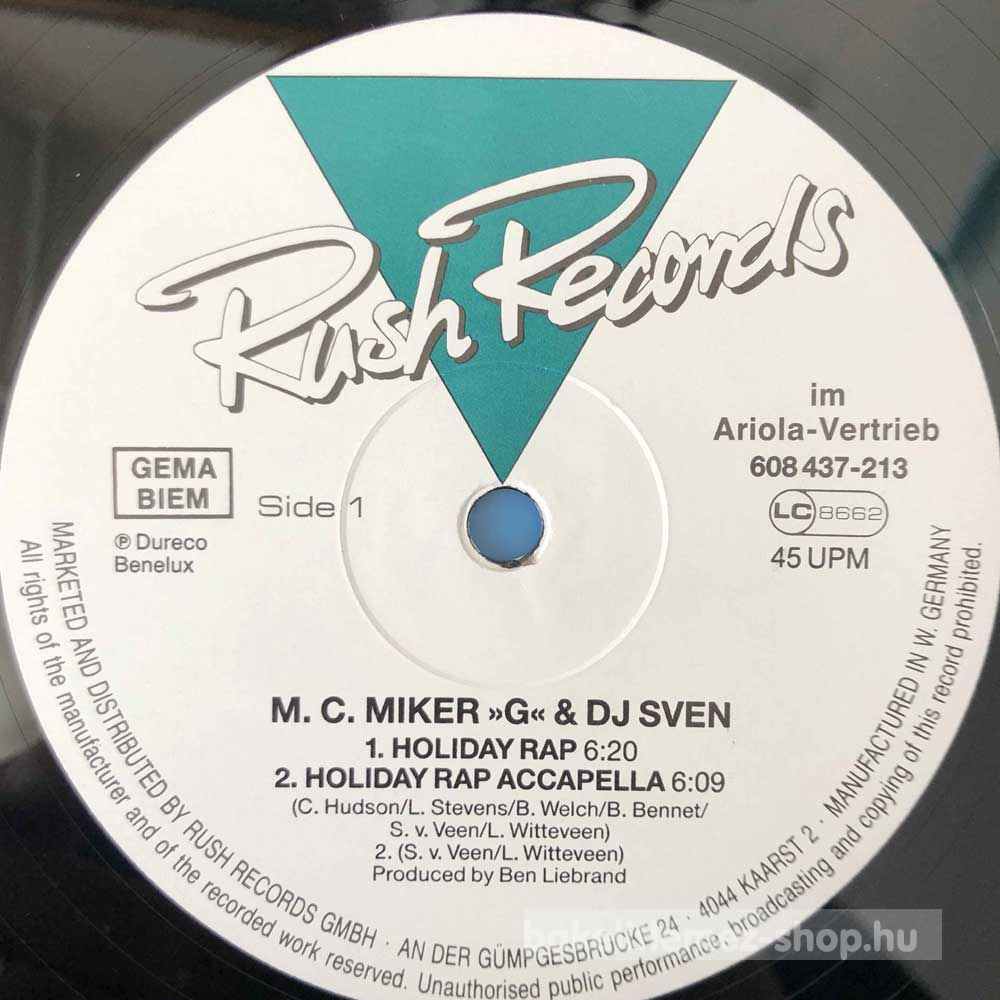 Rush Records
im
Ariola-Vertrieb
608 437-213
LC 8662
45 UPM
GEMA
BIEM
Side 1
℗ Dureco
Benelux
M. C. MIKER »G« & DJ SVEN
1. HOLIDAY RAP 6:20
2. HOLIDAY RAP ACCAPELLA 6:09
(C. Hudson/L. Stevens/B. Welch/B. Bennet/
S. v. Veen/L. Witteveen)
2. (S. v. Veen/L. Witteveen)
Produced by Ben Liebrand
MARKETED AND DISTRIBUTED BY RUSH RECORDS GMBH · AN DER GÜMPGESBRÜCKE 24 · 4044 KAARST 2 · MANUFACTURED IN W. GERMANY
All rights of the manufacturer and of the recorded work reserved. Unauthorised public performance, broadcasting and copying of this record prohibited.
-shop.hu